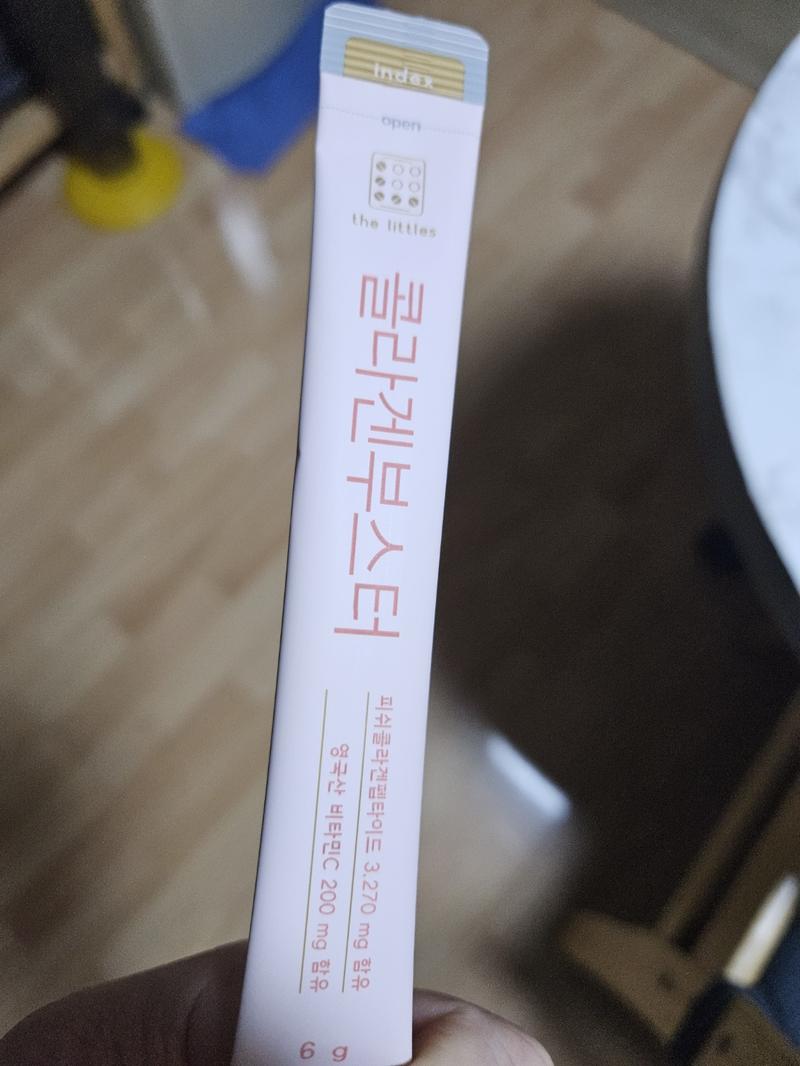 Index
open
the littles
콜라겐부스터
피쉬콜라겐펩타이드 3,270 mg 함유
영국산 비타민C 200 mg 함유
6 g